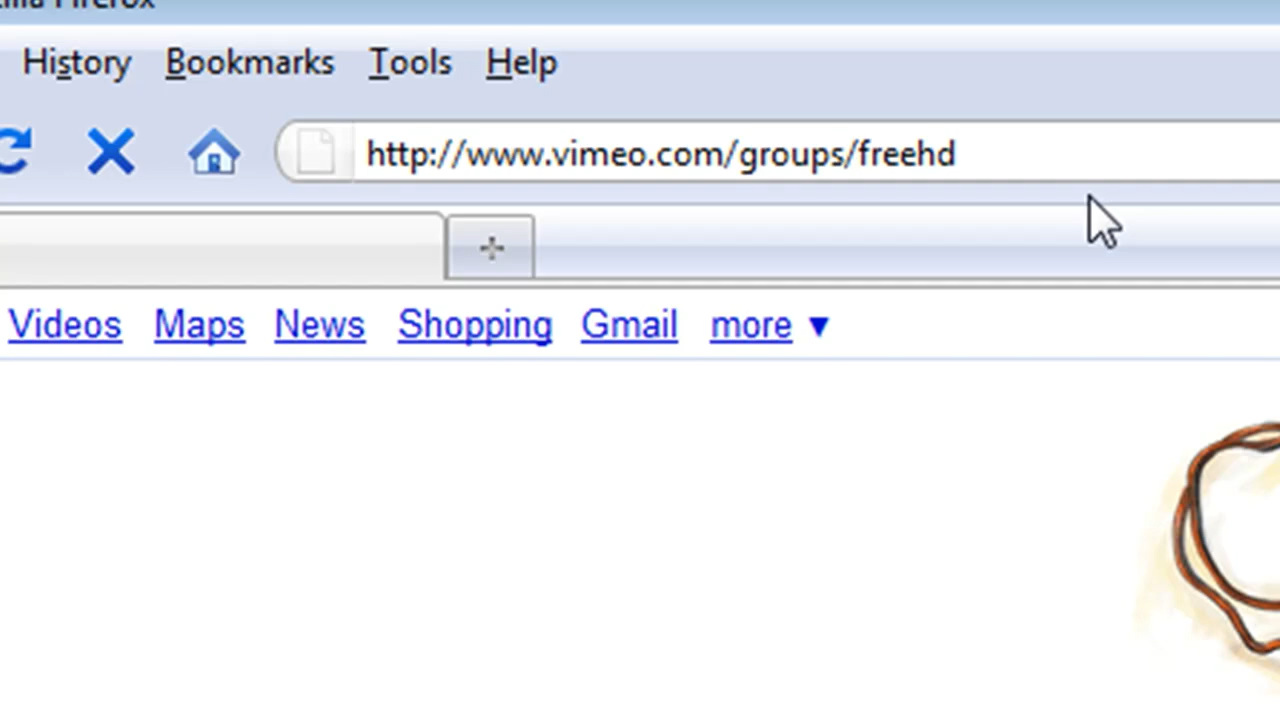 History Bookmarks Tools Help
http://www.vimeo.com/groups/freehd
Videos Maps News Shopping Gmail more